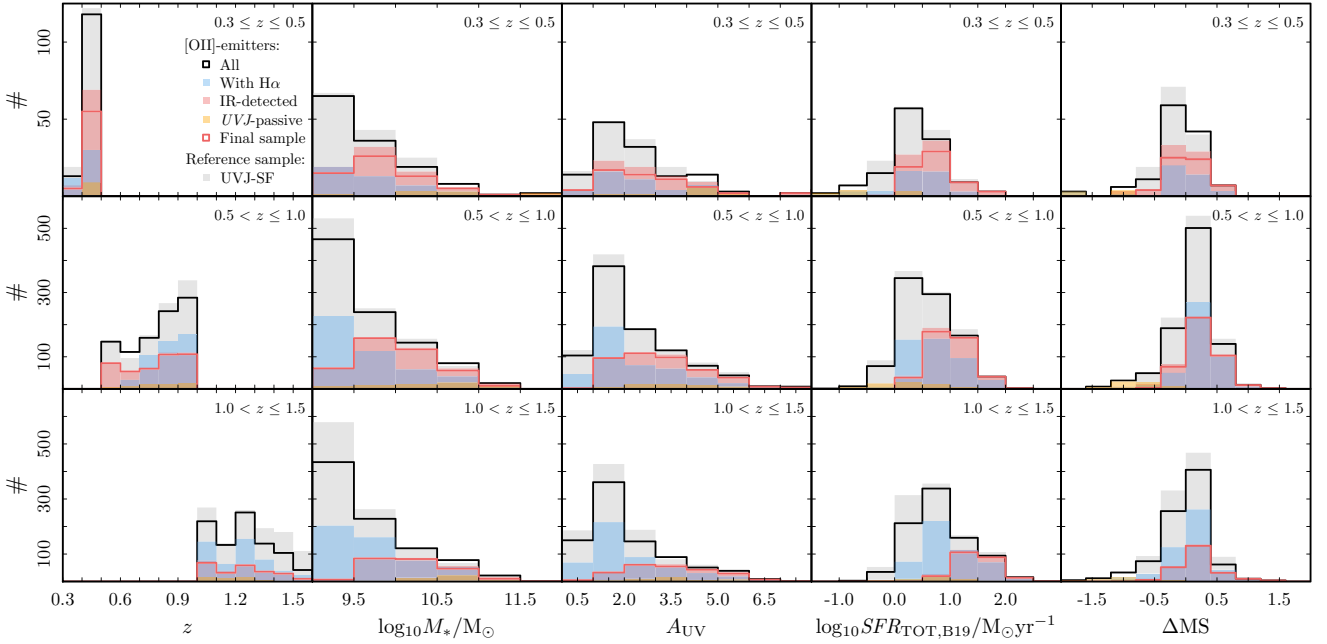 0.3 ≤ z ≤ 0.5 0.3 ≤ z ≤ 0.5 0.3 ≤ z ≤ 0.5 0.3 ≤ z ≤ 0.5 0.3 ≤ z ≤ 0.5
[OII]-emitters:
All
With Hα
IR-detected
UVJ-passive
Final sample
Reference sample:
UVJ-SF
# 50 100
0.5 < z ≤ 1.0 0.5 < z ≤ 1.0 0.5 < z ≤ 1.0 0.5 < z ≤ 1.0 0.5 < z ≤ 1.0
# 100 300 500
1.0 < z ≤ 1.5 1.0 < z ≤ 1.5 1.0 < z ≤ 1.5 1.0 < z ≤ 1.5 1.0 < z ≤ 1.5
# 100 300 500
0.3 0.6 0.9 1.2 1.5 9.5 10.5 11.5 0.5 2.0 3.5 5.0 6.5 -1.0 0.0 1.0 2.0 -1.5 -0.5 0.5 1.5
z log₁₀M*/M⊙ A_UV log₁₀SFR_TOT,B19/M⊙yr⁻¹ ΔMS